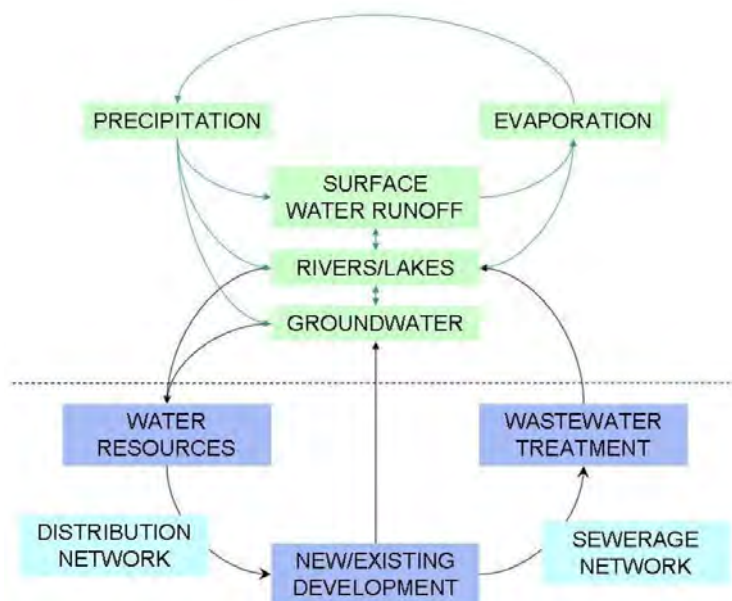 PRECIPITATION
EVAPORATION
SURFACE
WATER RUNOFF
RIVERS/LAKES
GROUNDWATER
WATER
RESOURCES
WASTEWATER
TREATMENT
DISTRIBUTION
NETWORK
NEW/EXISTING
DEVELOPMENT
SEWERAGE
NETWORK